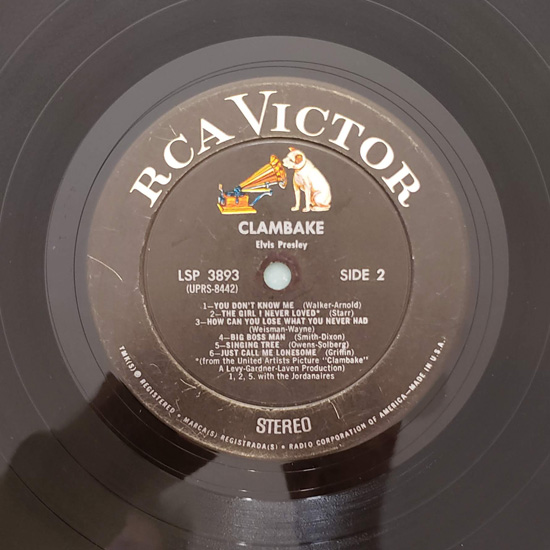 RCA VICTOR
CLAMBAKE
Elvis Presley
LSP 3893 SIDE 2
(UPRS-8442)
1—YOU DON'T KNOW ME (Walker-Arnold)
2—THE GIRL I NEVER LOVED* (Starr)
3—HOW CAN YOU LOSE WHAT YOU NEVER HAD
(Weisman-Wayne)
4—BIG BOSS MAN (Smith-Dixon)
5—SINGING TREE (Owens-Solberg)
6—JUST CALL ME LONESOME (Griffin)
*(from the United Artists Picture "Clambake"
A Levy-Gardner-Laven Production)
1, 2, 5, with the Jordanaires
STEREO
TMK(S) ® REGISTERED • MARCA(S) REGISTRADA(S) • RADIO CORPORATION OF AMERICA—MADE IN U.S.A.